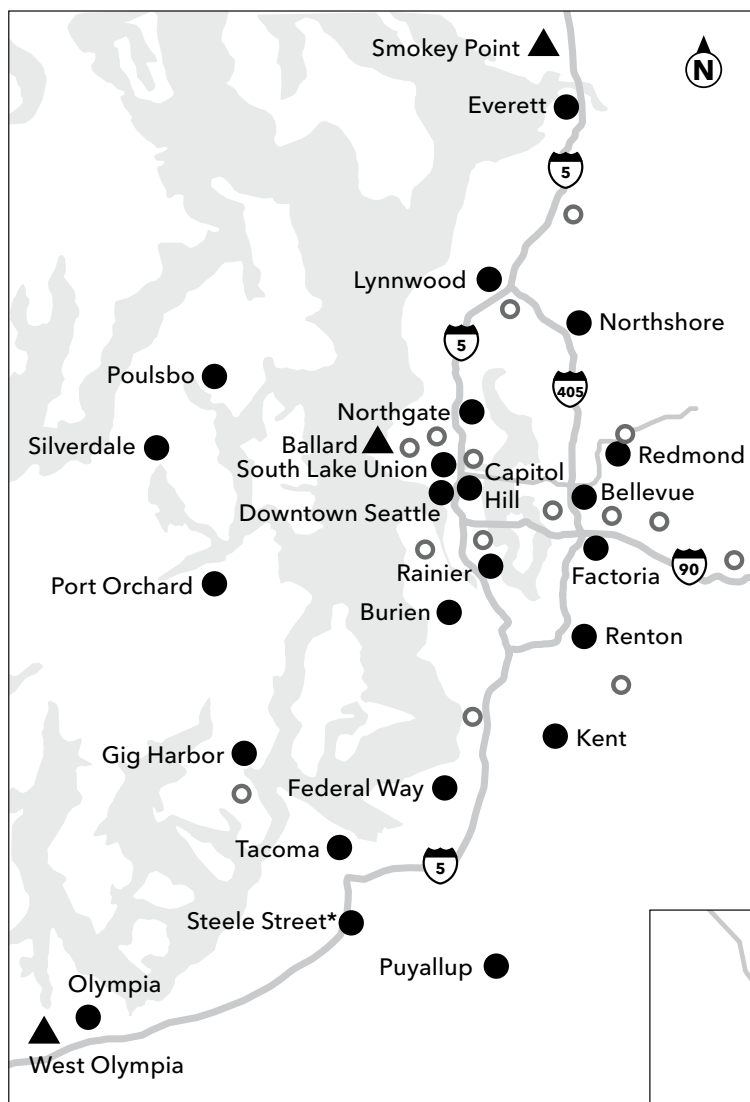 Smokey Point
N
Everett
5
Lynnwood
Northshore
5
Poulsbo
405
Northgate
Ballard
Silverdale
Redmond
South Lake Union
Capitol
Hill
Bellevue
Downtown Seattle
Rainier
Factoria
90
Port Orchard
Burien
Renton
Kent
Gig Harbor
Federal Way
Tacoma
5
Steele Street*
Puyallup
Olympia
West Olympia